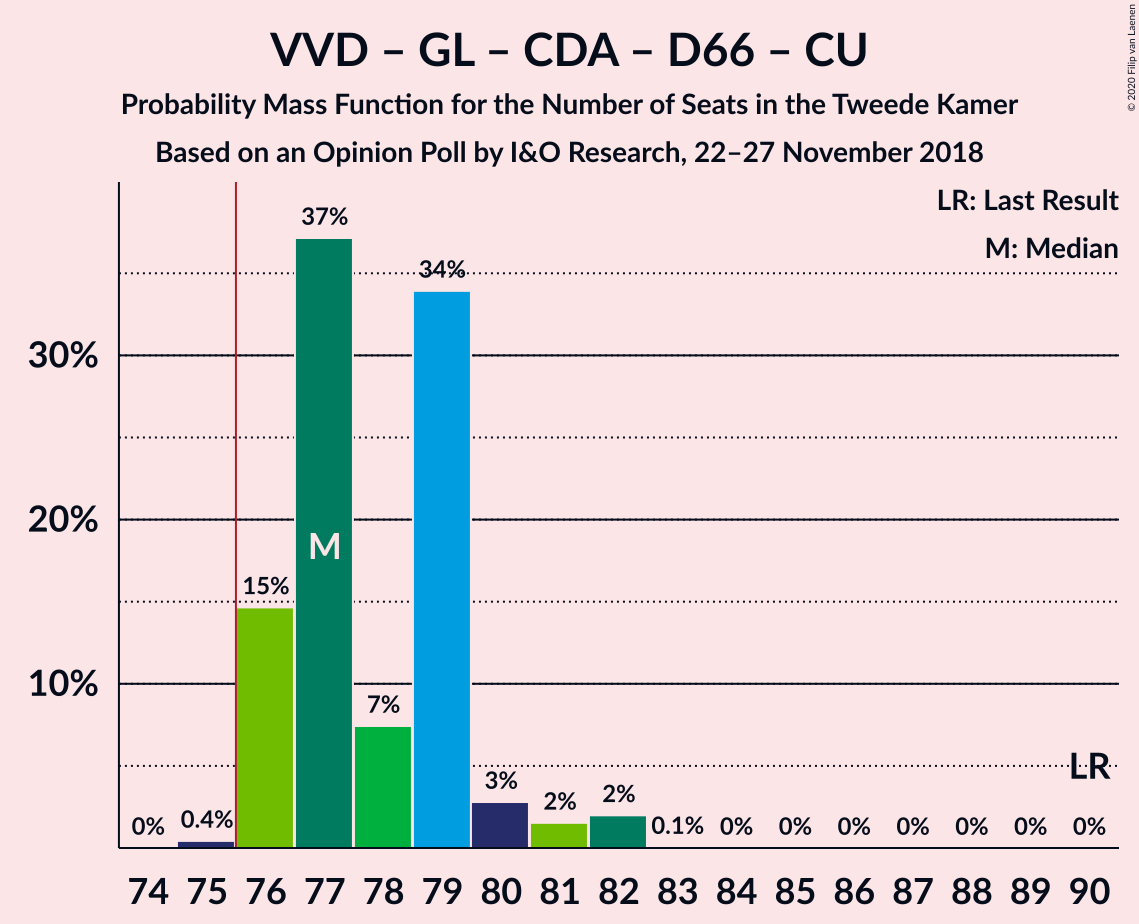 VVD – GL – CDA – D66 – CU
Probability Mass Function for the Number of Seats in the Tweede Kamer
Based on an Opinion Poll by I&O Research, 22–27 November 2018
© 2020 Filip van Laenen
LR: Last Result
M: Median
37%
34%
30%
20%
M
15%
10%
7%
LR
3%
2%
2%
0%
0.4%
0.1%
0%
0%
0%
0%
0%
0%
0%
74 75 76 77 78 79 80 81 82 83 84 85 86 87 88 89 90